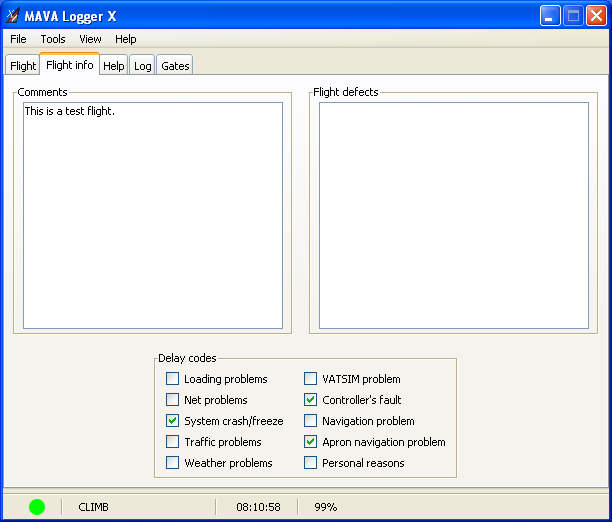 MAVA Logger X
File Tools View Help
Flight Flight info Help Log Gates
Comments
Flight defects
This is a test flight.
Delay codes
Loading problems
VATSIM problem
Net problems
Controller's fault
System crash/freeze
Navigation problem
Traffic problems
Apron navigation problem
Weather problems
Personal reasons
CLIMB 08:10:58 99%